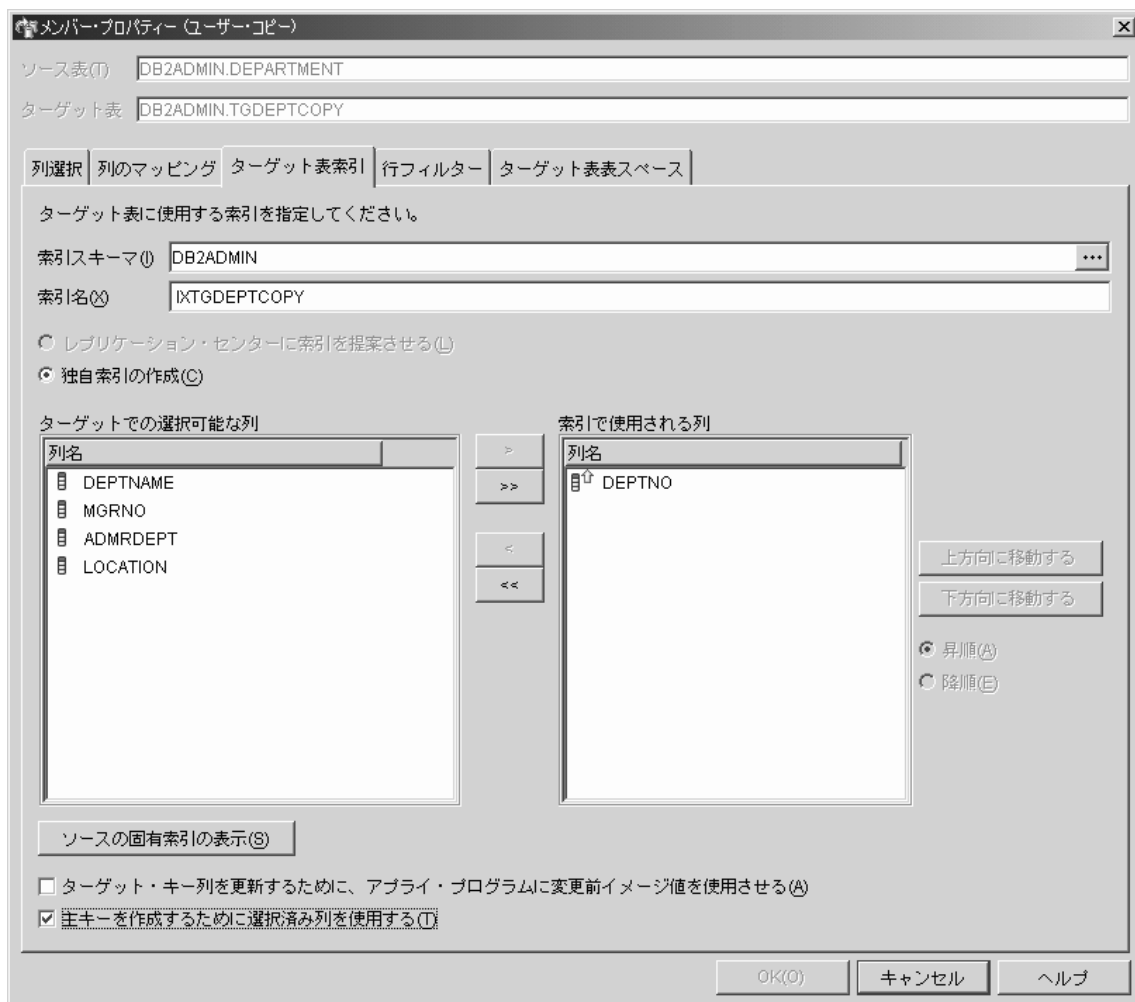 メンバー・プロパティー (ユーザー・コピー)
ソース表(T) DB2ADMIN.DEPARTMENT
ターゲット表 DB2ADMIN.TGDEPTCOPY
列選択 列のマッピング ターゲット表索引 行フィルター ターゲット表表スペース
ターゲット表に使用する索引を指定してください。
索引スキーマ(I) DB2ADMIN ...
索引名(X) IXTGDEPTCOPY
レプリケーション・センターに索引を提案させる(L)
独自索引の作成(C)
ターゲットでの選択可能な列 索引で使用される列
列名 > 列名
DEPTNAME >> DEPTNO
MGRNO
ADMRDEPT <
LOCATION <<
上方向に移動する
下方向に移動する
昇順(A)
降順(E)
ソースの固有索引の表示(S)
ターゲット・キー列を更新するために、アプライ・プログラムに変更前イメージ値を使用させる(A)
主キーを作成するために選択済み列を使用する(T)
OK(O) キャンセル ヘルプ